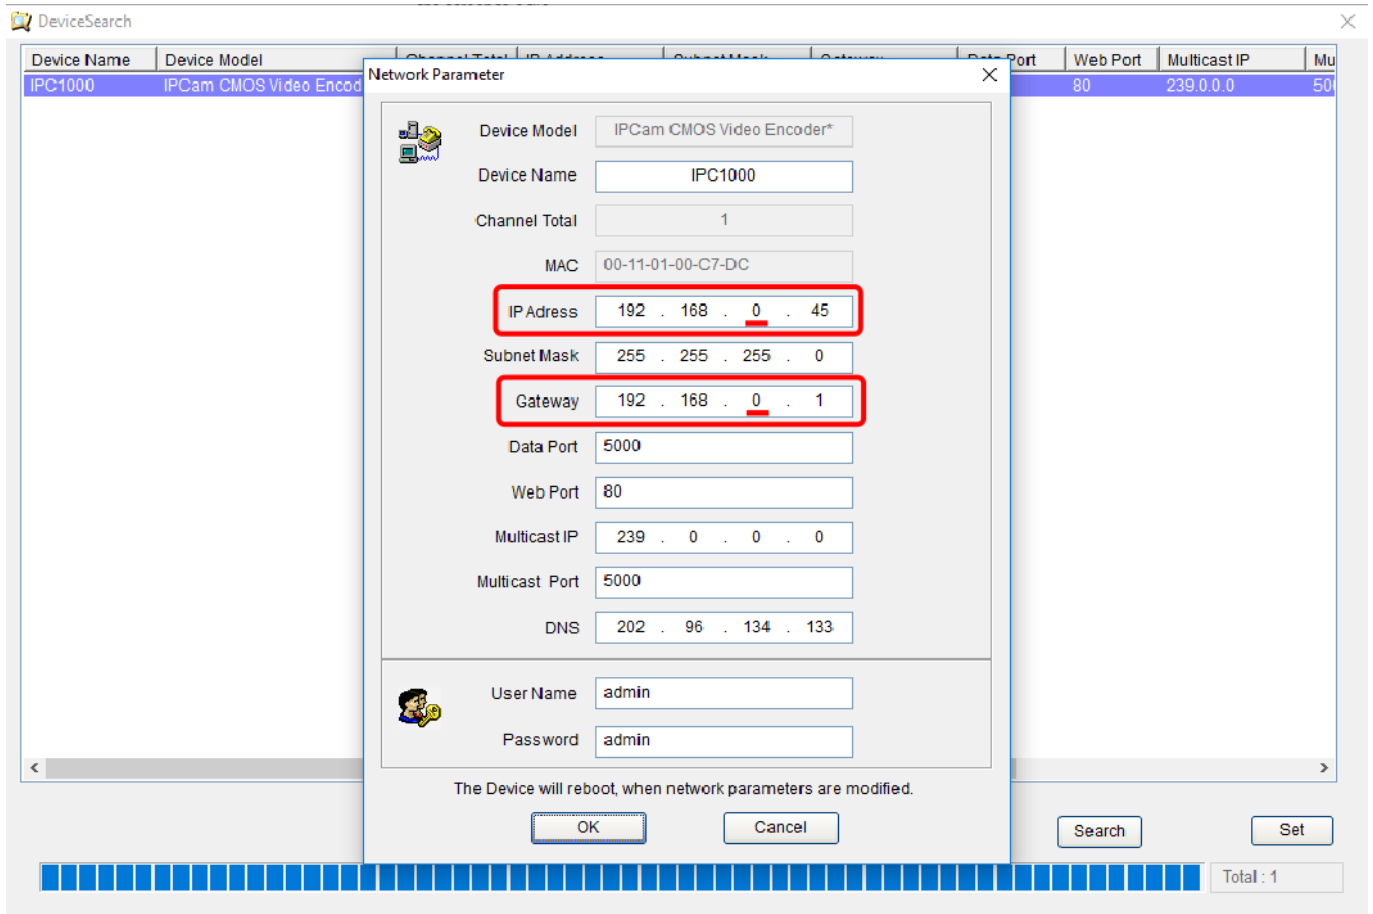 DeviceSearch
Device Name Device Model Data Port Web Port Multicast IP Mu
IPC1000 IPCam CMOS Video Encod 80 239.0.0.0 50
Network Parameter
Device Model IPCam CMOS Video Encoder*
Device Name IPC1000
Channel Total 1
MAC 00-11-01-00-C7-DC
IP Adress 192 . 168 . 0 . 45
Subnet Mask 255 . 255 . 255 . 0
Gateway 192 . 168 . 0 . 1
Data Port 5000
Web Port 80
Multicast IP 239 . 0 . 0 . 0
Multicast Port 5000
DNS 202 . 96 . 134 . 133
User Name admin
Password admin
The Device will reboot, when network parameters are modified.
OK Cancel
Search Set
Total : 1